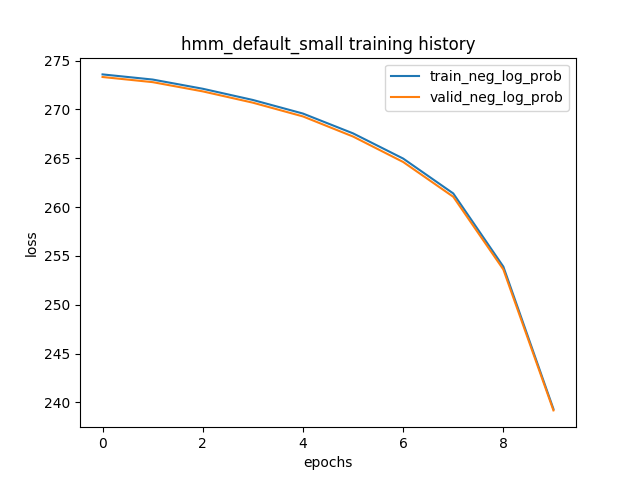 hmm_default_small training history
train_neg_log_prob
valid_neg_log_prob
275
270
265
260
255
250
245
240
loss
0 2 4 6 8
epochs